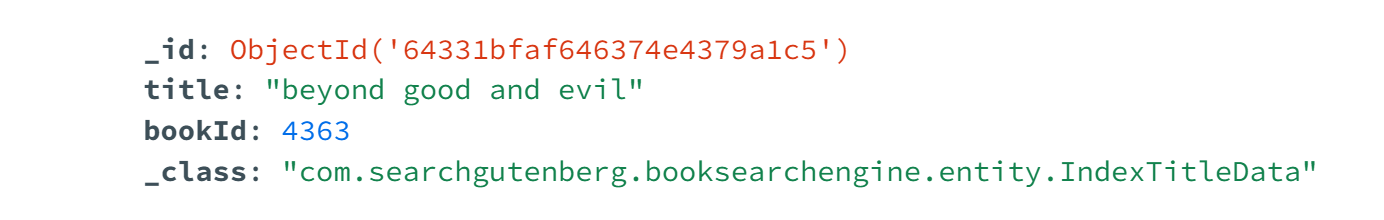 _id: ObjectId('64331bfaf646374e4379a1c5')
title: "beyond good and evil"
bookId: 4363
_class: "com.searchgutenberg.booksearchengine.entity.IndexTitleData"